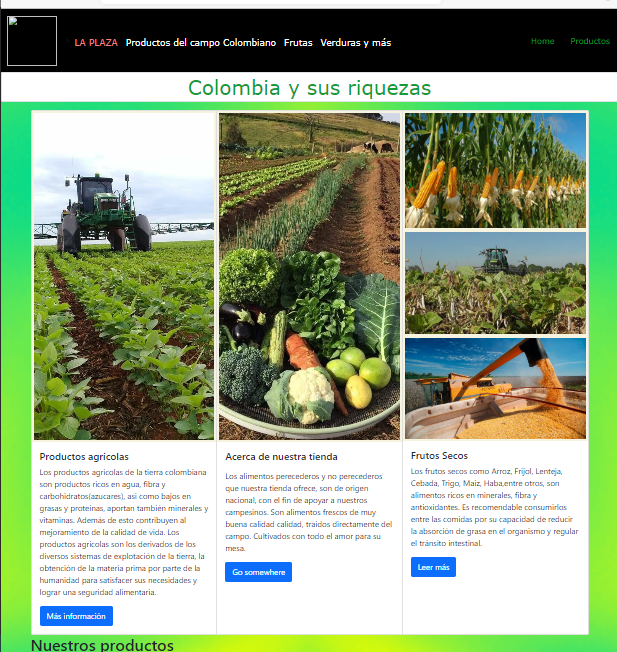 LA PLAZA Productos del campo Colombiano Frutas Verduras y más Home Productos
Colombia y sus riquezas
Productos agricolas
Los productos agricolas de la tierra colombiana
son productos ricos en agua, fibra y
carbohidratos(azucares), asi como bajos en
grasas y proteinas, aportan también minerales y
vitaminas. Además de esto contribuyen al
mejoramiento de la calidad de vida. Los
productos agrícolas son los derivados de los
diversos sistemas de explotación de la tierra, la
obtención de la materia prima por parte de la
humanidad para satisfacer sus necesidades y
lograr una seguridad alimentaria.
Más información
Acerca de nuestra tienda
Los alimentos perecederos y no perecederos
que nuestra tienda ofrece, son de origen
nacional, con el fin de apoyar a nuestros
campesinos. Son alimentos frescos de muy
buena calidad calidad, traidos directamente del
campo. Cultivados con todo el amor para su
mesa.
Go somewhere
Frutos Secos
Los frutos secos como Arroz, Frijol, Lenteja,
Cebada, Trigo, Maiz, Haba,entre otros, son
alimentos ricos en minerales, fibra y
antioxidantes. Es recomendable consumirlos
entre las comidas por su capacidad de reducir
la absorción de grasa en el organismo y regular
el tránsito intestinal.
Leer más
Nuestros productos